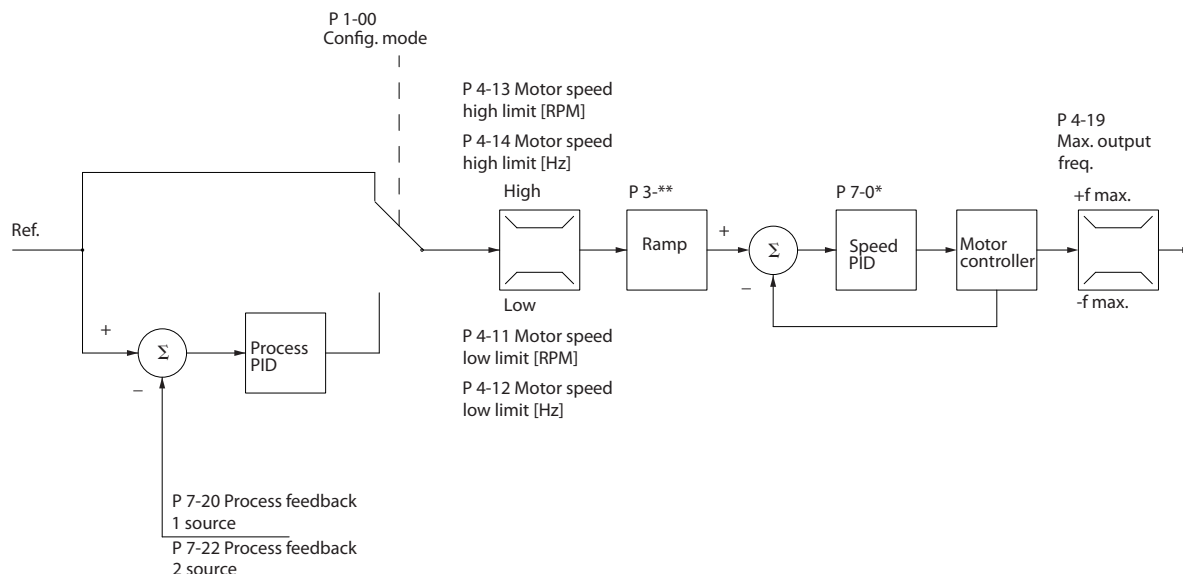 P 1-00
Config. mode
P 4-13 Motor speed
high limit [RPM]
P 4-14 Motor speed
high limit [Hz]
P 4-19
Max. output
freq.
High
P 3-**
P 7-0*
+f max.
Ref.
Ramp
+
Σ
_
Speed
PID
Motor
controller
Low
-f max.
+
Σ
_
Process
PID
P 4-11 Motor speed
low limit [RPM]
P 4-12 Motor speed
low limit [Hz]
P 7-20 Process feedback
1 source
P 7-22 Process feedback
2 source